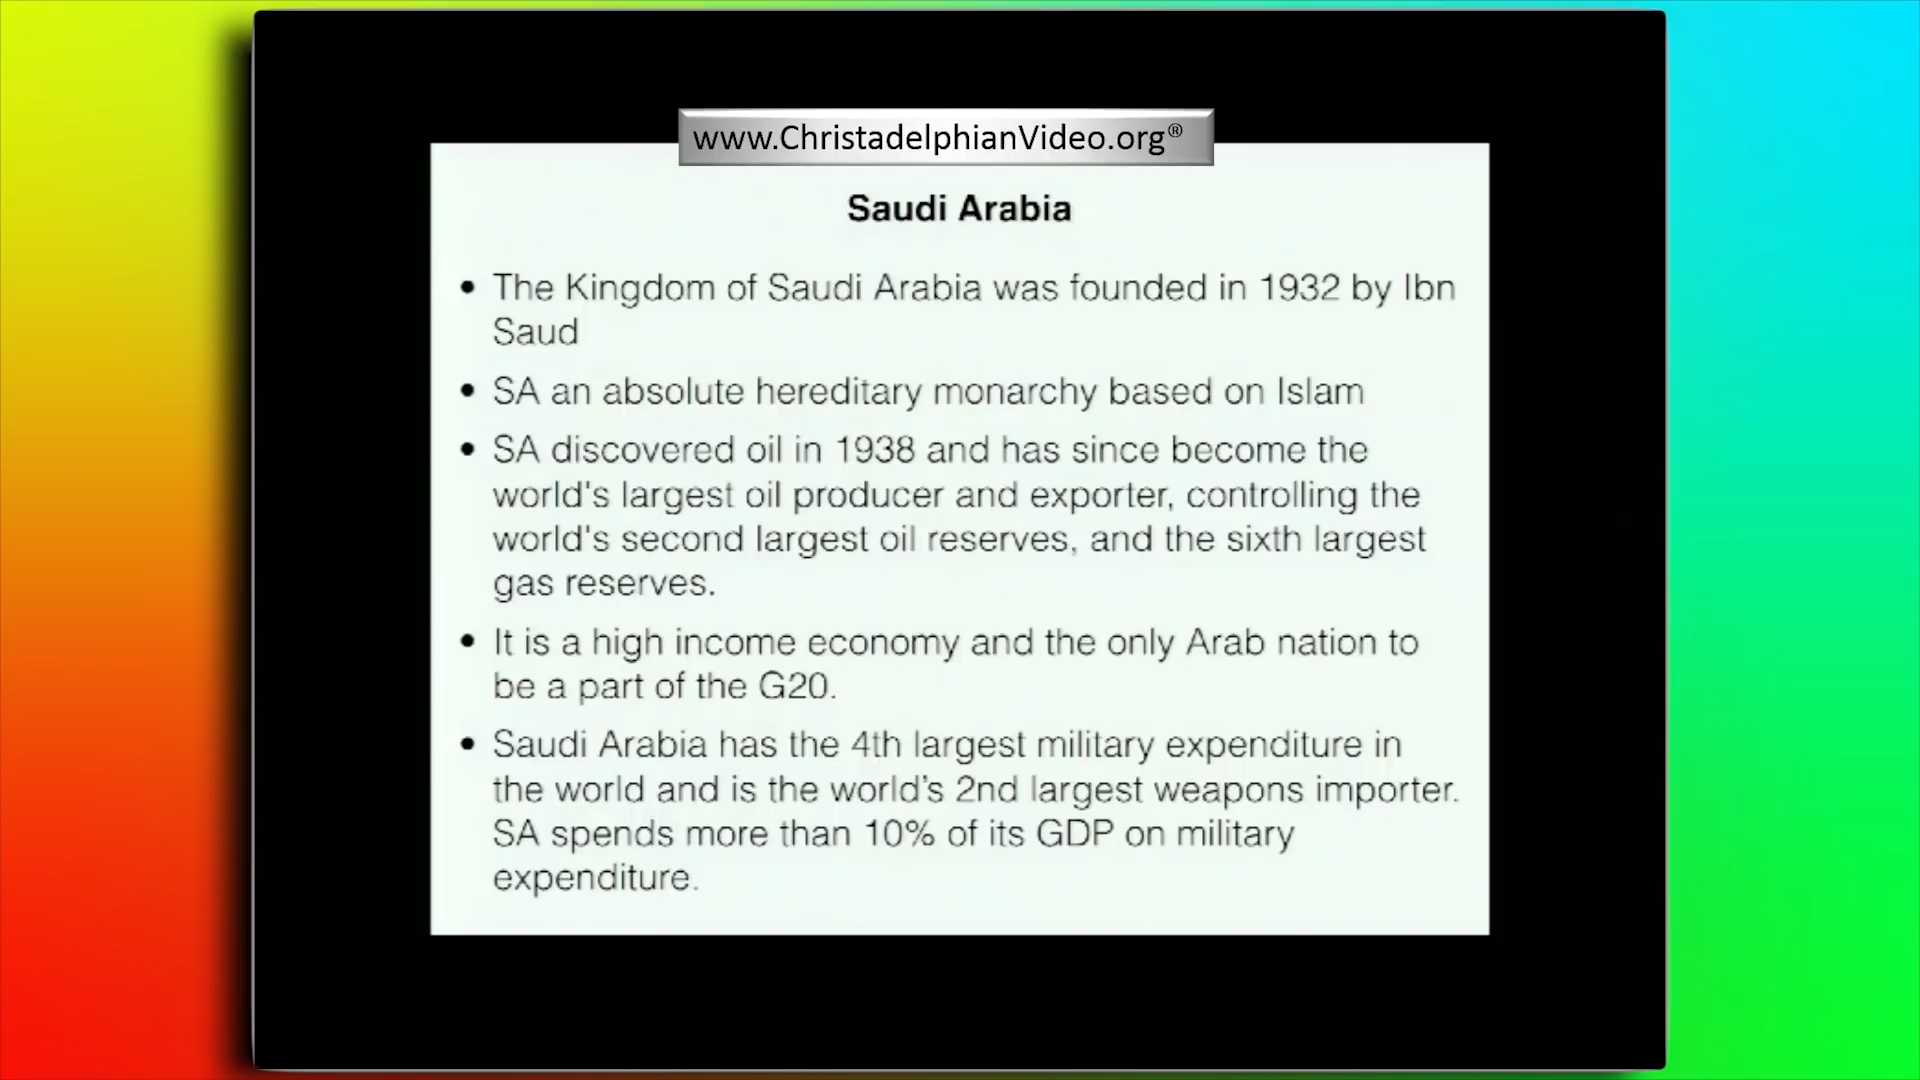 www.ChristadelphianVideo.org®
Saudi Arabia
• The Kingdom of Saudi Arabia was founded in 1932 by Ibn
Saud
• SA an absolute hereditary monarchy based on Islam
• SA discovered oil in 1938 and has since become the
world's largest oil producer and exporter, controlling the
world's second largest oil reserves, and the sixth largest
gas reserves.
• It is a high income economy and the only Arab nation to
be a part of the G20.
• Saudi Arabia has the 4th largest military expenditure in
the world and is the world’s 2nd largest weapons importer.
SA spends more than 10% of its GDP on military
expenditure.